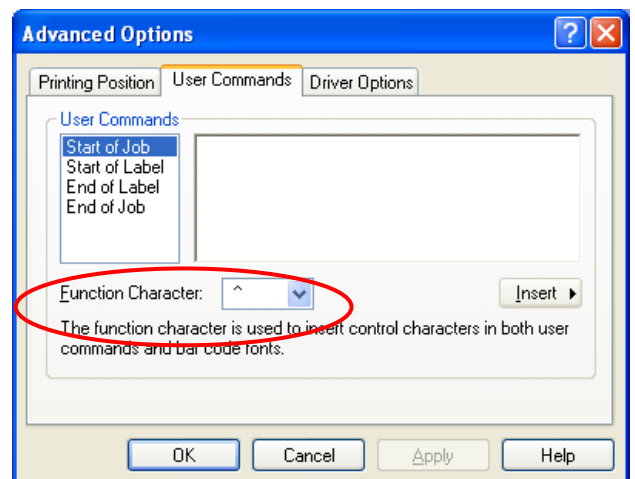 Advanced Options
Printing Position User Commands Driver Options
User Commands
Start of Job
Start of Label
End of Label
End of Job
Function Character: ^ Insert
The function character is used to insert control characters in both user
commands and bar code fonts.
OK Cancel Apply Help